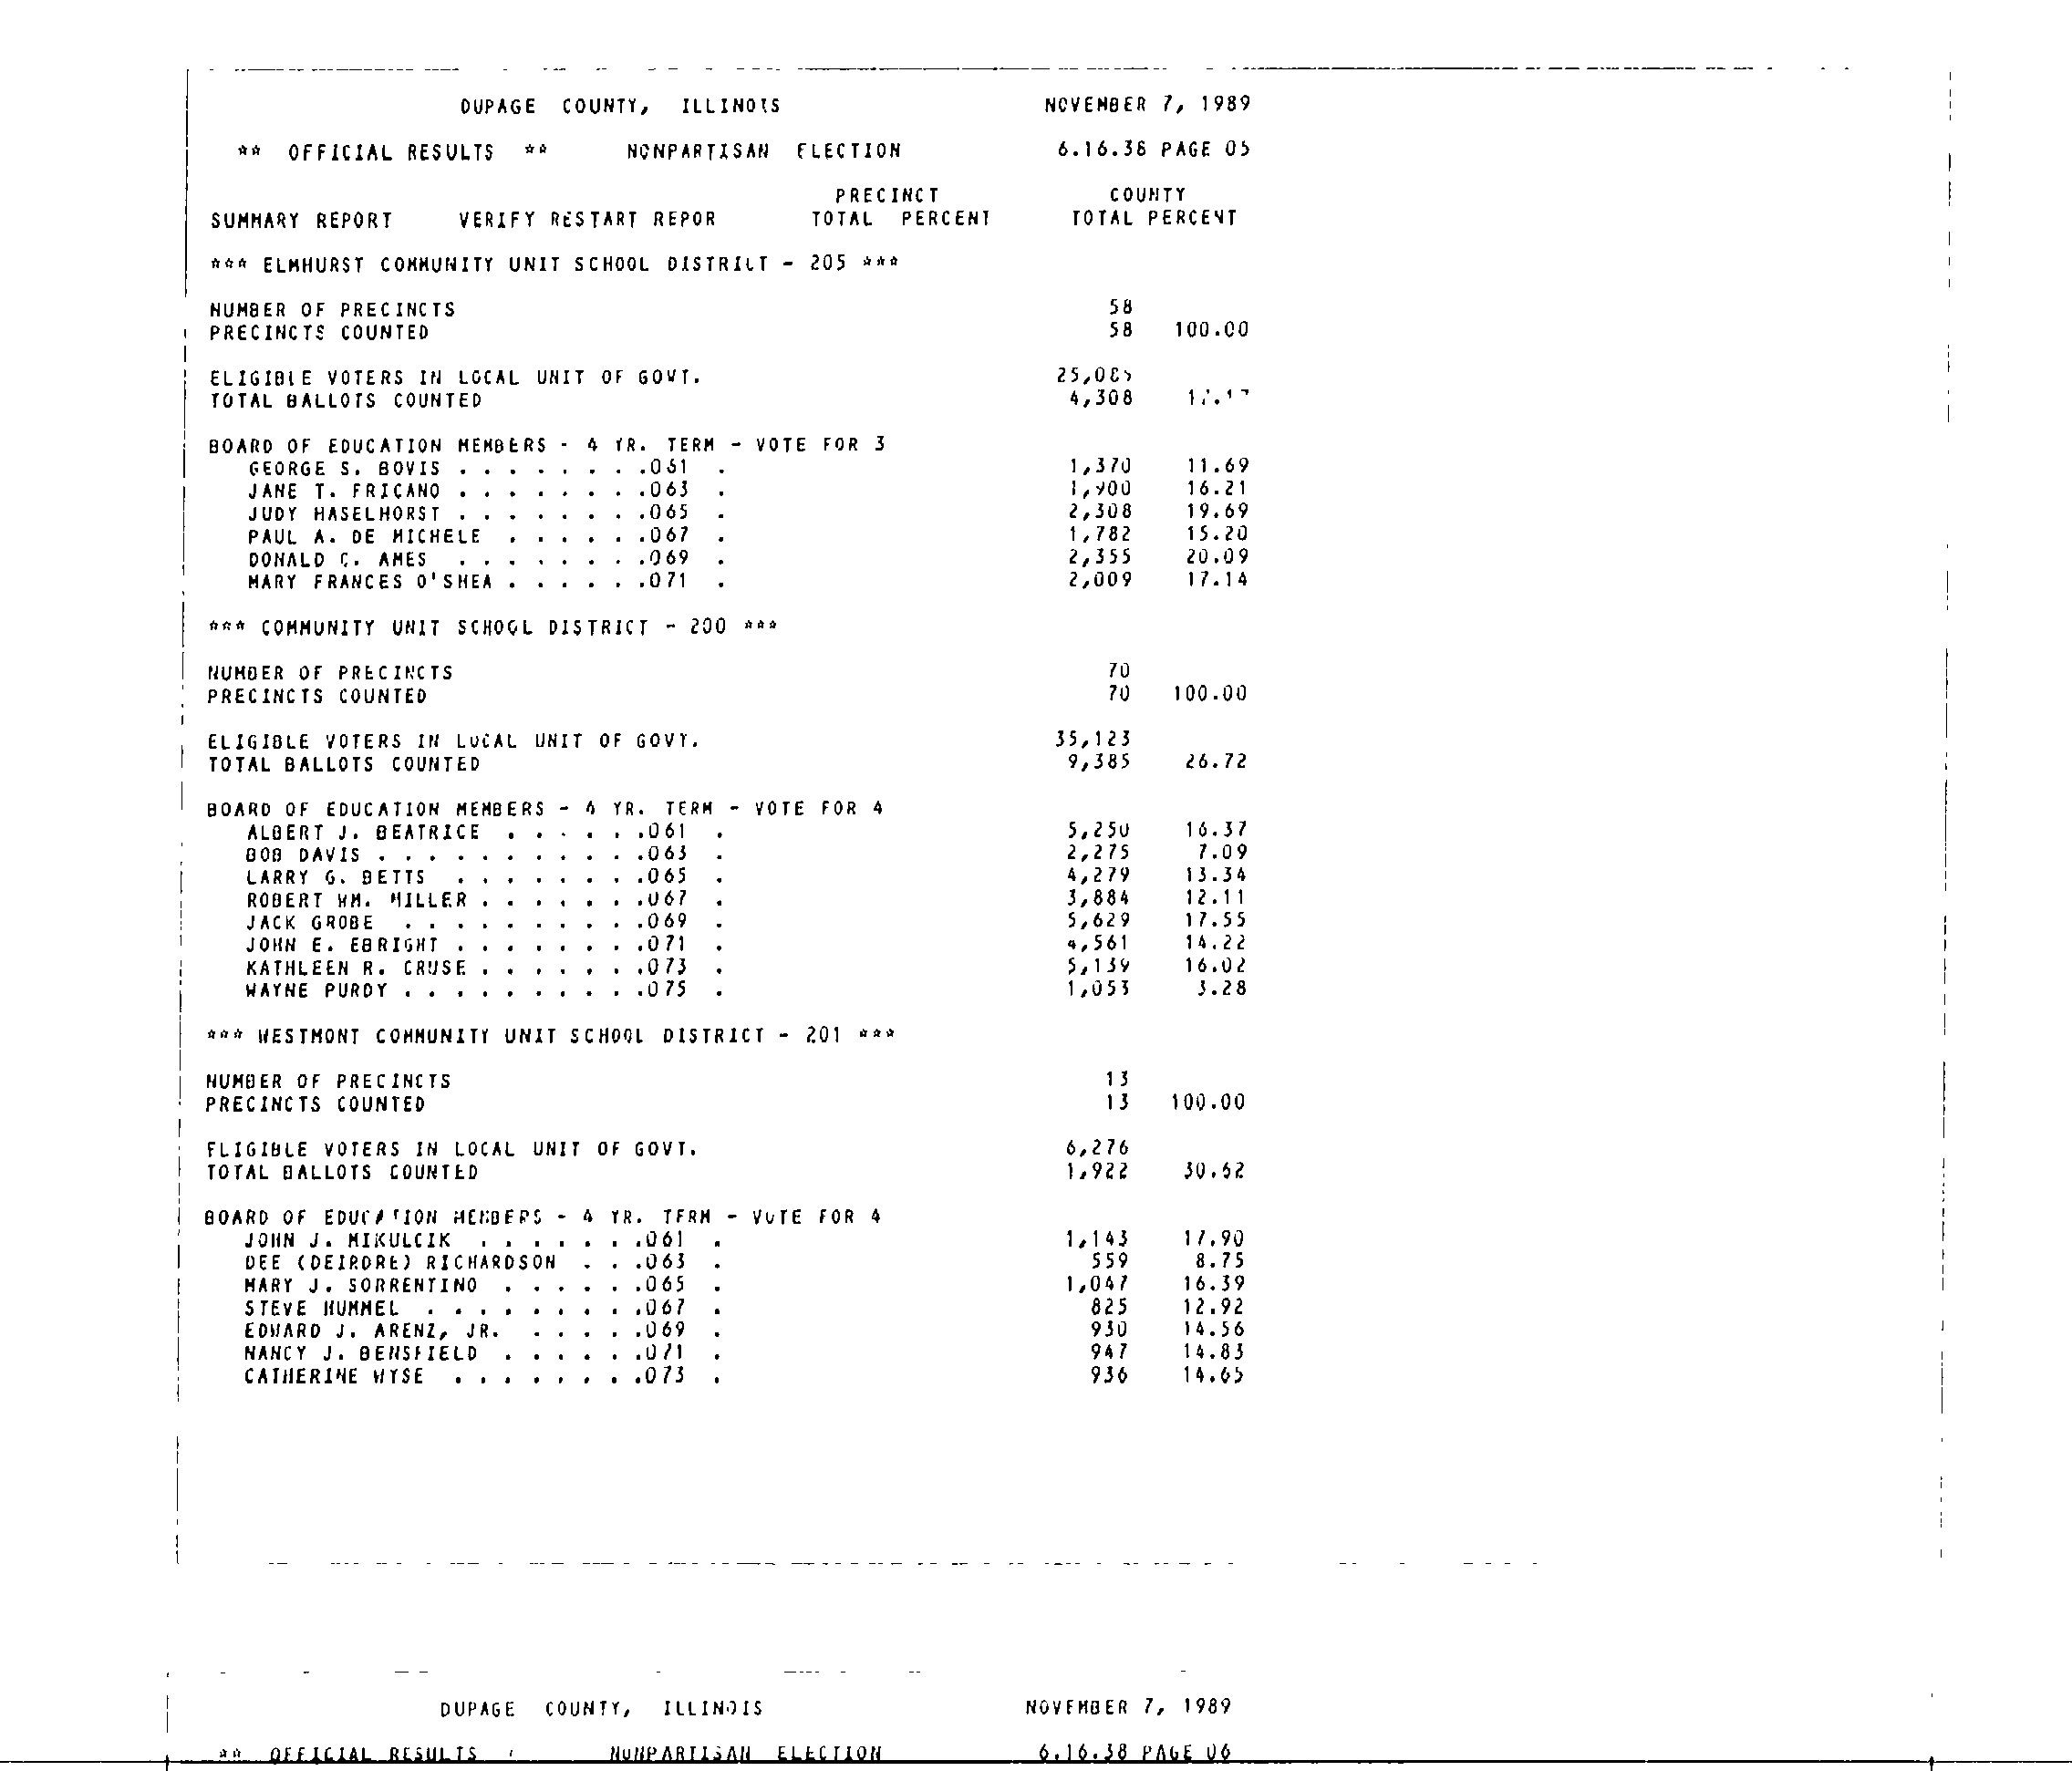 DUPAGE COUNTY, ILLINOIS NOVEMBER 7, 1989
** OFFICIAL RESULTS ** NONPARTISAN ELECTION 6.16.38 PAGE 05
PRECINCT COUNTY
SUMMARY REPORT VERIFY RESTART REPOR TOTAL PERCENT TOTAL PERCENT
*** ELMHURST COMMUNITY UNIT SCHOOL DISTRICT - 205 ***
NUMBER OF PRECINCTS 58
PRECINCTS COUNTED 58 100.00
ELIGIBLE VOTERS IN LOCAL UNIT OF GOVT.
TOTAL BALLOTS COUNTED 4,308
BOARD OF EDUCATION MEMBERS - 4 YR. TERM - VOTE FOR 3
GEORGE S. BOVIS . . . . . . . .061 . 1,370 11.69
JANE T. FRICANO . . . . . . . .063 . 1,900 16.21
JUDY HASELHORST . . . . . . . .065 . 2,308 19.69
PAUL A. DE MICHELE . . . . . .067 . 1,782 15.20
DONALD C. AMES . . . . . . . .069 . 2,355 20.09
MARY FRANCES O'SHEA . . . . . .071 . 2,009 17.14
*** COMMUNITY UNIT SCHOOL DISTRICT - 200 ***
NUMBER OF PRECINCTS 70
PRECINCTS COUNTED 70 100.00
ELIGIBLE VOTERS IN LOCAL UNIT OF GOVT. 35,123
TOTAL BALLOTS COUNTED 9,385 26.72
BOARD OF EDUCATION MEMBERS - 4 YR. TERM - VOTE FOR 4
ALBERT J. BEATRICE . . . . . .061 . 5,250 16.37
BOB DAVIS . . . . . . . . . . .063 . 2,275 7.09
LARRY G. BETTS . . . . . . . .065 . 4,279 13.34
ROBERT WM. MILLER . . . . . . .067 . 3,884 12.11
JACK GROBE . . . . . . . . . .069 . 5,629 17.55
JOHN E. EBRIGHT . . . . . . . .071 . 4,561 14.22
KATHLEEN R. CRUSE . . . . . . .073 . 5,139 16.02
WAYNE PURDY . . . . . . . . . .075 . 1,053 3.28
*** WESTMONT COMMUNITY UNIT SCHOOL DISTRICT - 201 ***
NUMBER OF PRECINCTS 13
PRECINCTS COUNTED 13 100.00
ELIGIBLE VOTERS IN LOCAL UNIT OF GOVT. 6,276
TOTAL BALLOTS COUNTED 1,922 30.62
BOARD OF EDUCATION MEMBERS - 4 YR. TERM - VOTE FOR 4
JOHN J. MIKULCIK . . . . . . .061 . 1,143 17.90
DEE (DEIRDRE) RICHARDSON . . .063 . 559 8.75
MARY J. SORRENTINO . . . . . .065 . 1,047 16.39
STEVE HUMMEL . . . . . . . . .067 . 825 12.92
EDWARD J. ARENZ, JR. . . . . .069 . 930 14.56
NANCY J. BENSFIELD . . . . . .071 . 947 14.83
CATHERINE WYSE . . . . . . . .073 . 936 14.65
DUPAGE COUNTY, ILLINOIS NOVEMBER 7, 1989
** OFFICIAL RESULTS NONPARTISAN ELECTION 6.16.38 PAGE 06